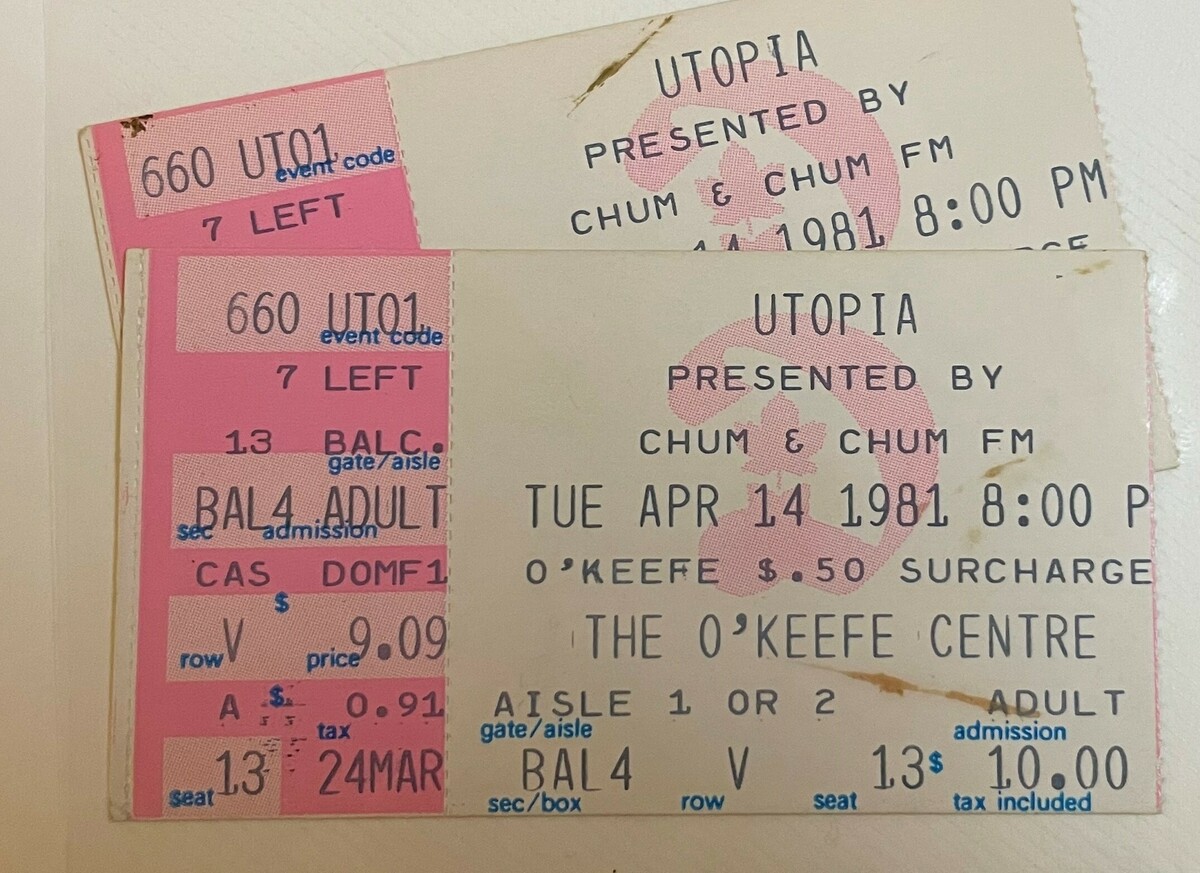 UTOPIA
PRESENTED BY
CHUM & CHUM FM
14 1981 8:00 PM
660 UT01
event code
7 LEFT
660 UT01
event code
7 LEFT
13 BALC.
gate/aisle
BAL4 ADULT
sec admission
CAS DOMF1
$
V 9.09
row price
A $ 0.91
tax
13 24MAR
seat
UTOPIA
PRESENTED BY
CHUM & CHUM FM
TUE APR 14 1981 8:00 P
O'KEEFE $.50 SURCHARGE
THE O'KEEFE CENTRE
AISLE 1 OR 2 ADULT
gate/aisle admission
BAL4 V 13 $ 10.00
sec/box row seat tax included